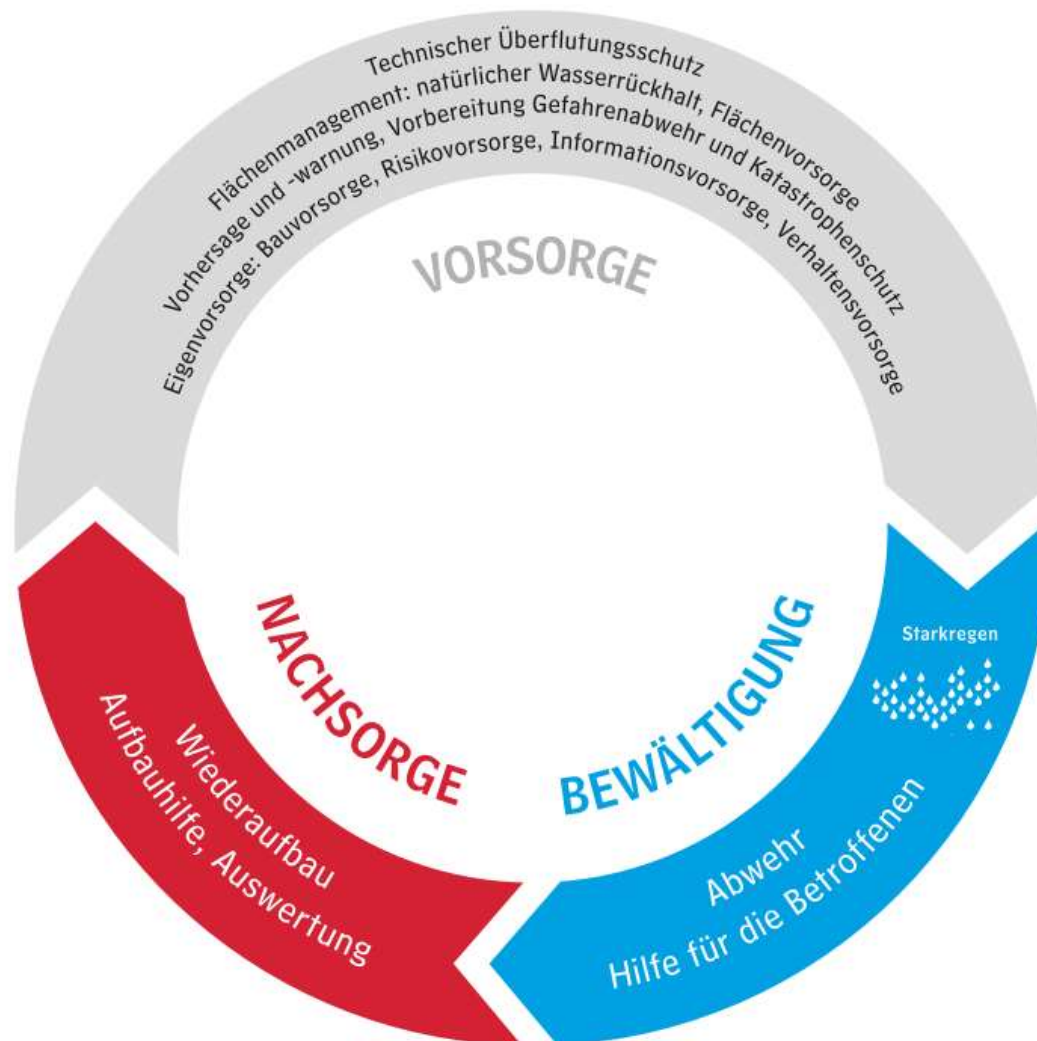 Technischer Überflutungsschutz
Flächenmanagement: natürlicher Wasserrückhalt, Flächenvorsorge
Vorhersage und -warnung, Vorbereitung Gefahrenabwehr und Katastrophenschutz
Eigenvorsorge: Bauvorsorge, Risikovorsorge, Informationsvorsorge, Verhaltensvorsorge
VORSORGE
Starkregen
BEWÄLTIGUNG
Abwehr
Hilfe für die Betroffenen
NACHSORGE
Wiederaufbau
Aufbauhilfe, Auswertung